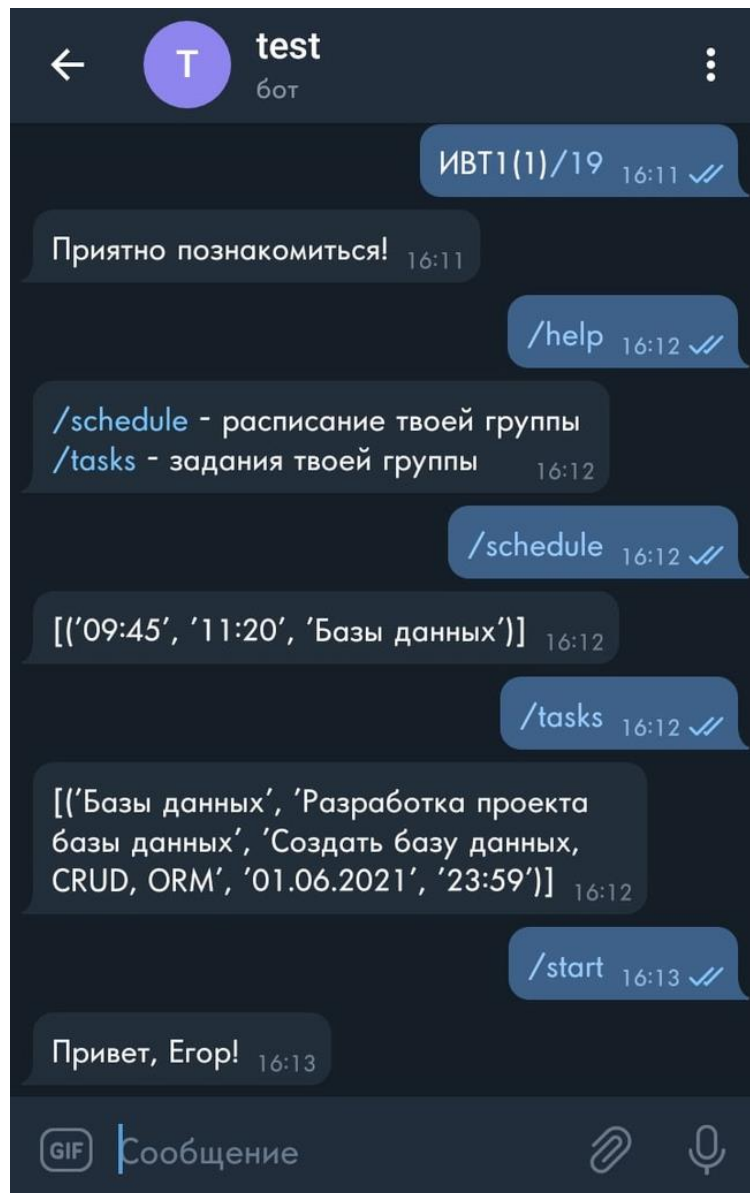 T
test
бот
ИВТ1(1)/19 16:11
Приятно познакомиться! 16:11
/help 16:12
/schedule - расписание твоей группы
/tasks - задания твоей группы 16:12
/schedule 16:12
[('09:45', '11:20', 'Базы данных')] 16:12
/tasks 16:12
[('Базы данных', 'Разработка проекта
базы данных', 'Создать базу данных,
CRUD, ORM', '01.06.2021', '23:59')] 16:12
/start 16:13
Привет, Егор! 16:13
GIF Сообщение